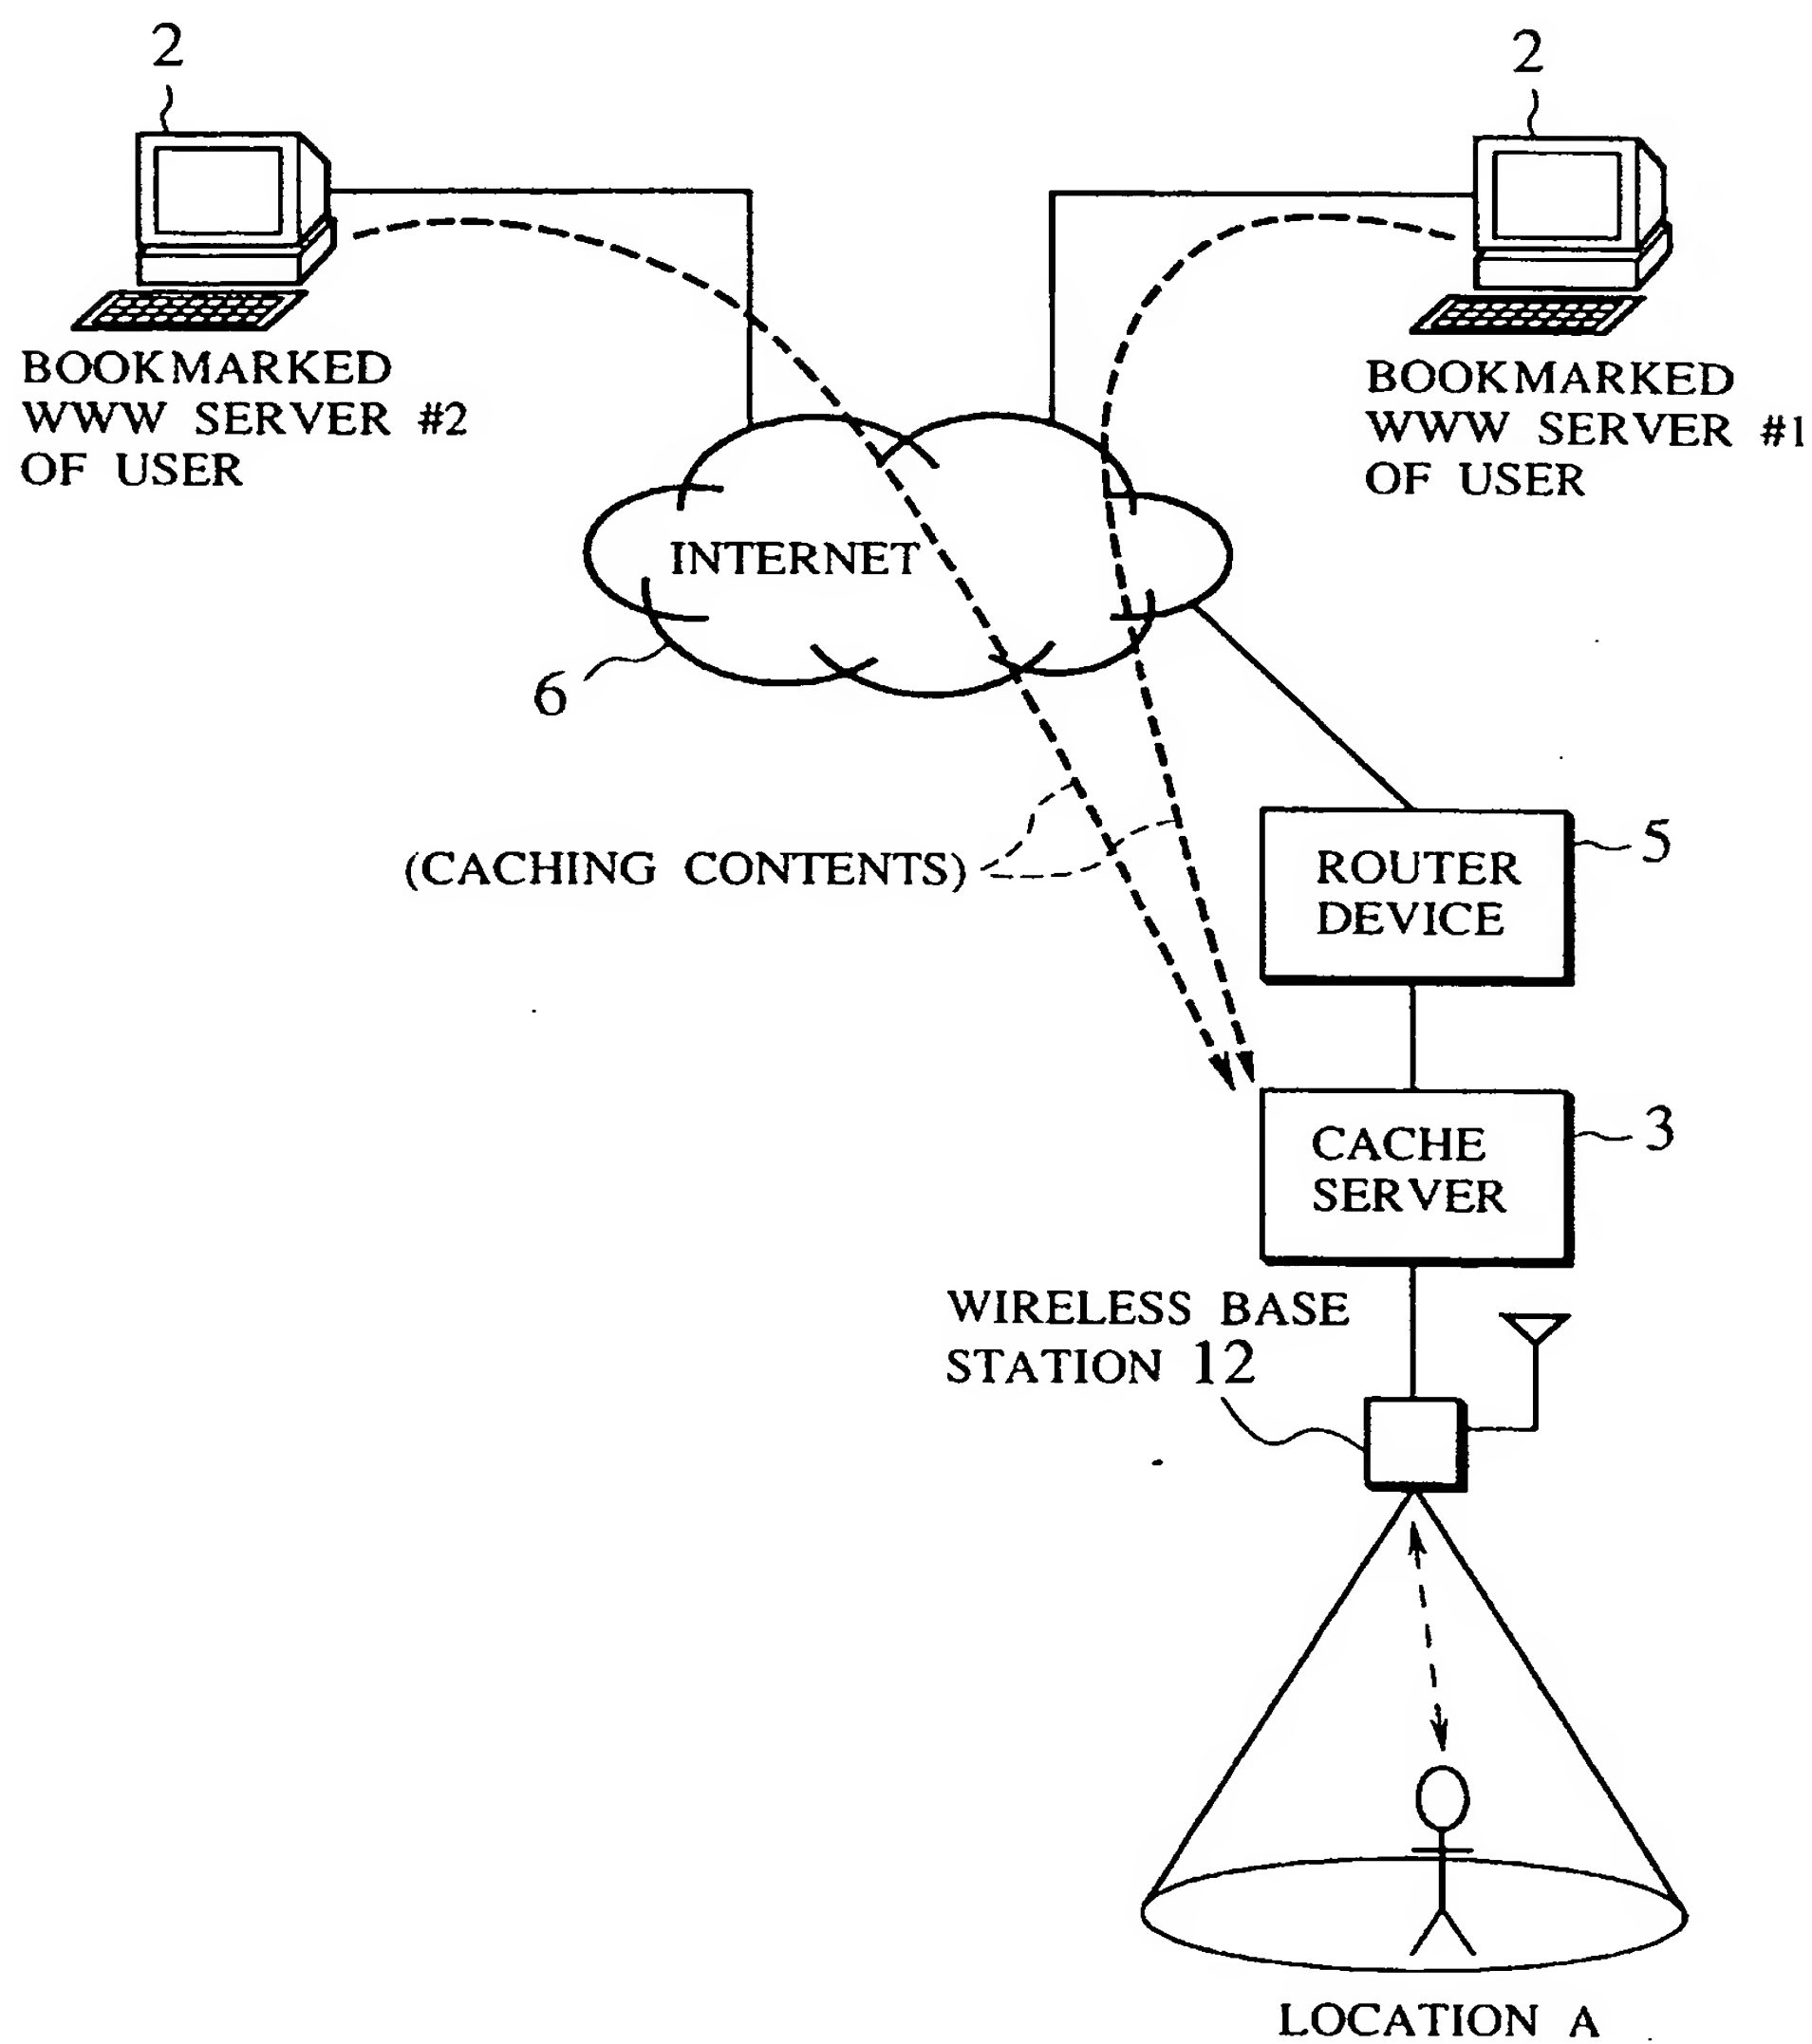 2
2
BOOKMARKED
WWW SERVER #2
OF USER
BOOKMARKED
WWW SERVER #1
OF USER
INTERNET
6
(CACHING CONTENTS)
ROUTER
DEVICE
5
CACHE
SERVER
3
WIRELESS BASE
STATION 12
LOCATION A